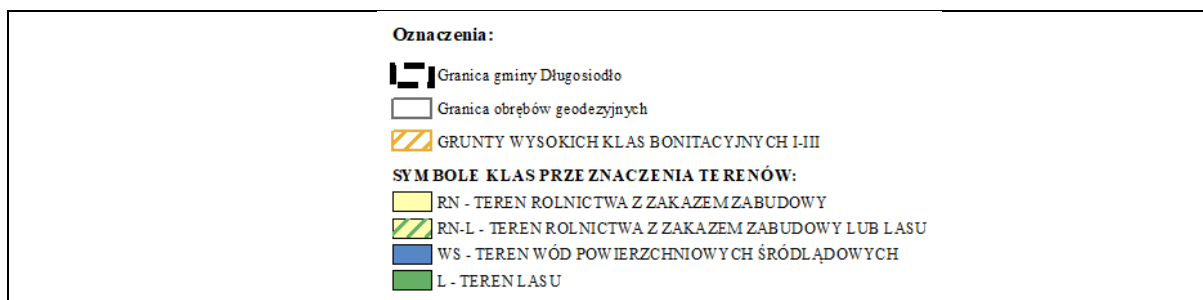 Oznaczenia:
Granica gminy Długosiodło
Granica obrębów geodezyjnych
GRUNTY WYSOKICH KLAS BONITACYJNYCH I-III
SYMBOLE KLAS PRZEZNACZENIA TERENÓW:
RN - TEREN ROLNICTWA Z ZAKAZEM ZABUDOWY
RN-L - TEREN ROLNICTWA Z ZAKAZEM ZABUDOWY LUB LASU
WS - TEREN WÓD POWIERZCHNIOWYCH ŚRÓDLĄDOWYCH
L - TEREN LASU